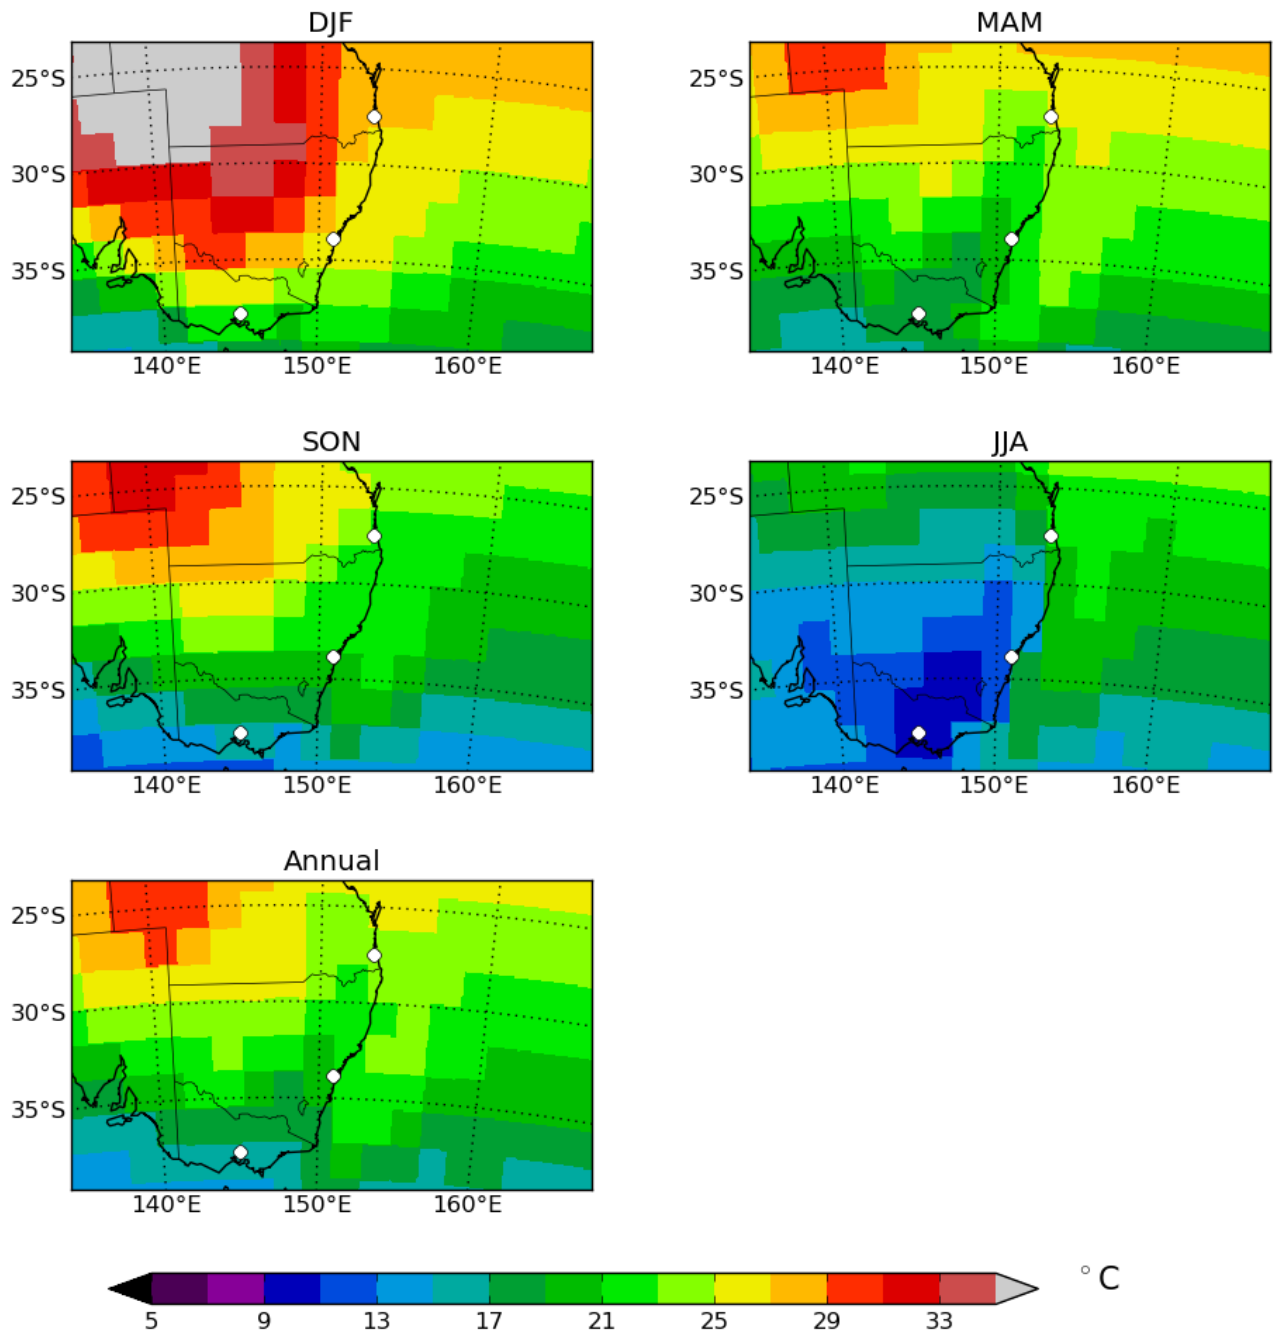 DJF MAM
25°S 25°S
30°S 30°S
35°S 35°S
140°E 150°E 160°E 140°E 150°E 160°E
SON JJA
25°S 25°S
30°S 30°S
35°S 35°S
140°E 150°E 160°E 140°E 150°E 160°E
Annual
25°S
30°S
35°S
140°E 150°E 160°E
°C
5 9 13 17 21 25 29 33